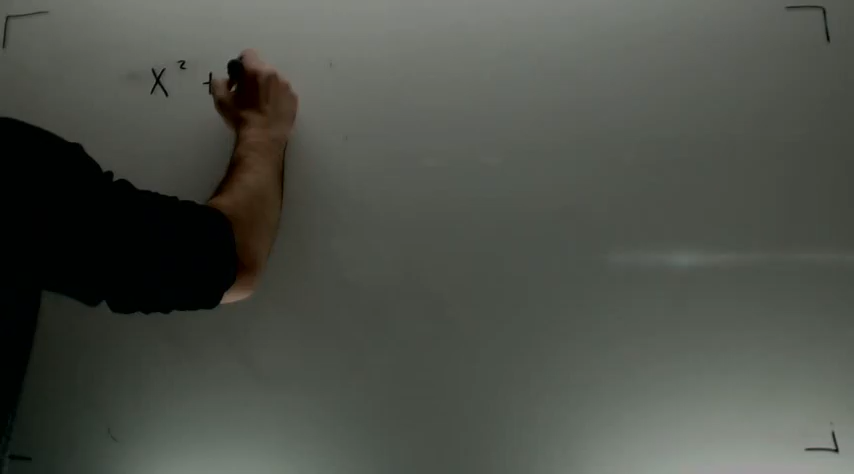 x² +